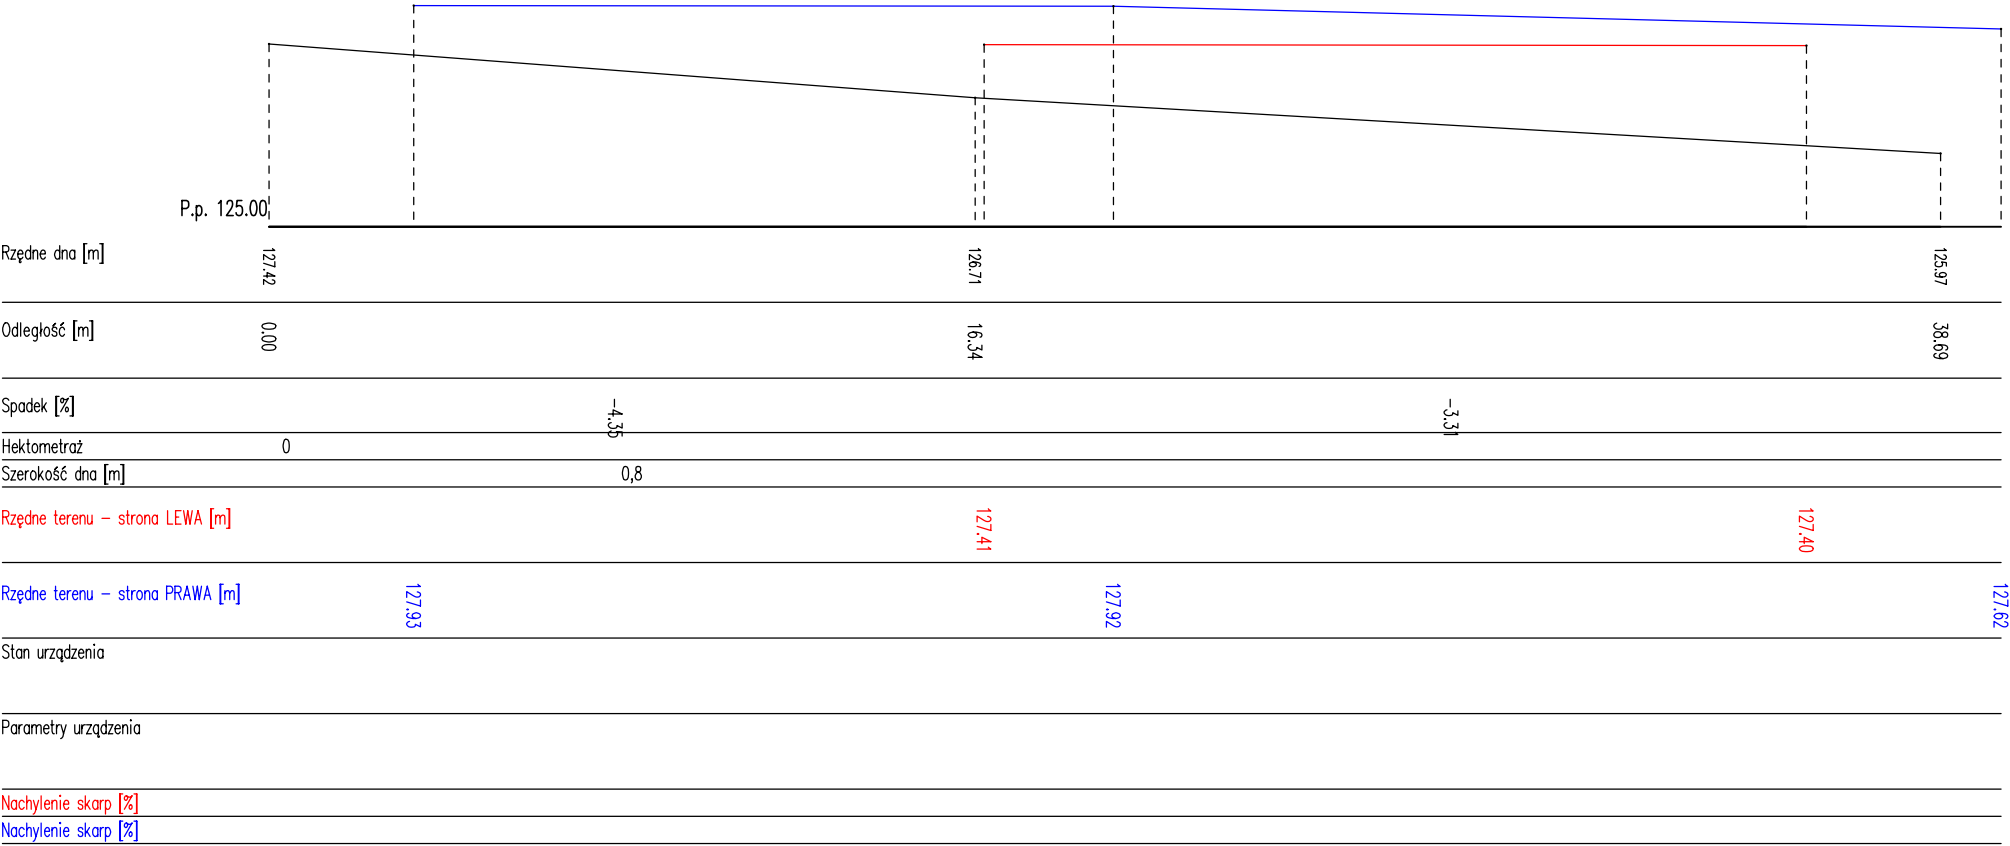 P.p. 125.00
Rzędne dna [m] 127.42 126.71 125.97
Odległość [m] 0.00 16.34 38.69
Spadek [%] -4.35 -3.31
Hektometraż 0
Szerokość dna [m] 0,8
Rzędne terenu - strona LEWA [m] 127.41 127.40
Rzędne terenu - strona PRAWA [m] 127.93 127.92 127.62
Stan urządzenia
Parametry urządzenia
Nachylenie skarp [%]
Nachylenie skarp [%]